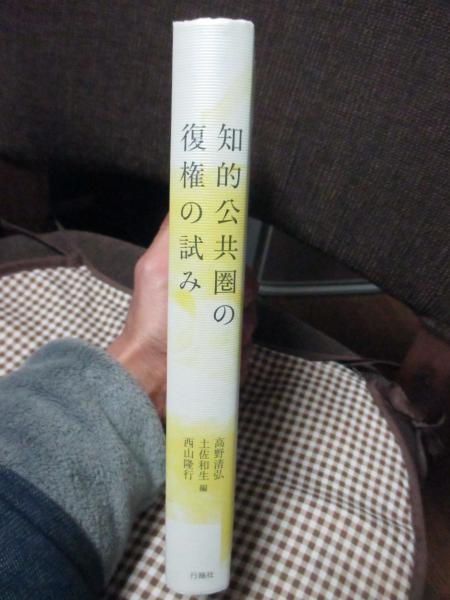 知的公共圏の
復権の試み
高野清弘
土佐和生 編
西山隆行
行路社